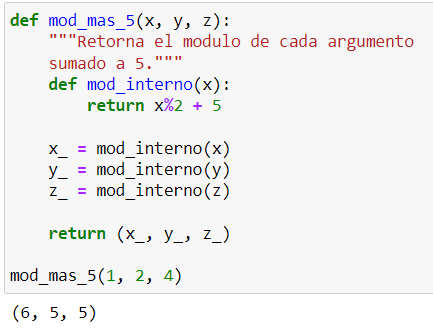 def mod_mas_5(x, y, z):
    """Retorna el modulo de cada argumento
    sumado a 5."""
    def mod_interno(x):
        return x%2 + 5
    x_ = mod_interno(x)
    y_ = mod_interno(y)
    z_ = mod_interno(z)
    return (x_, y_, z_)
mod_mas_5(1, 2, 4)
(6, 5, 5)